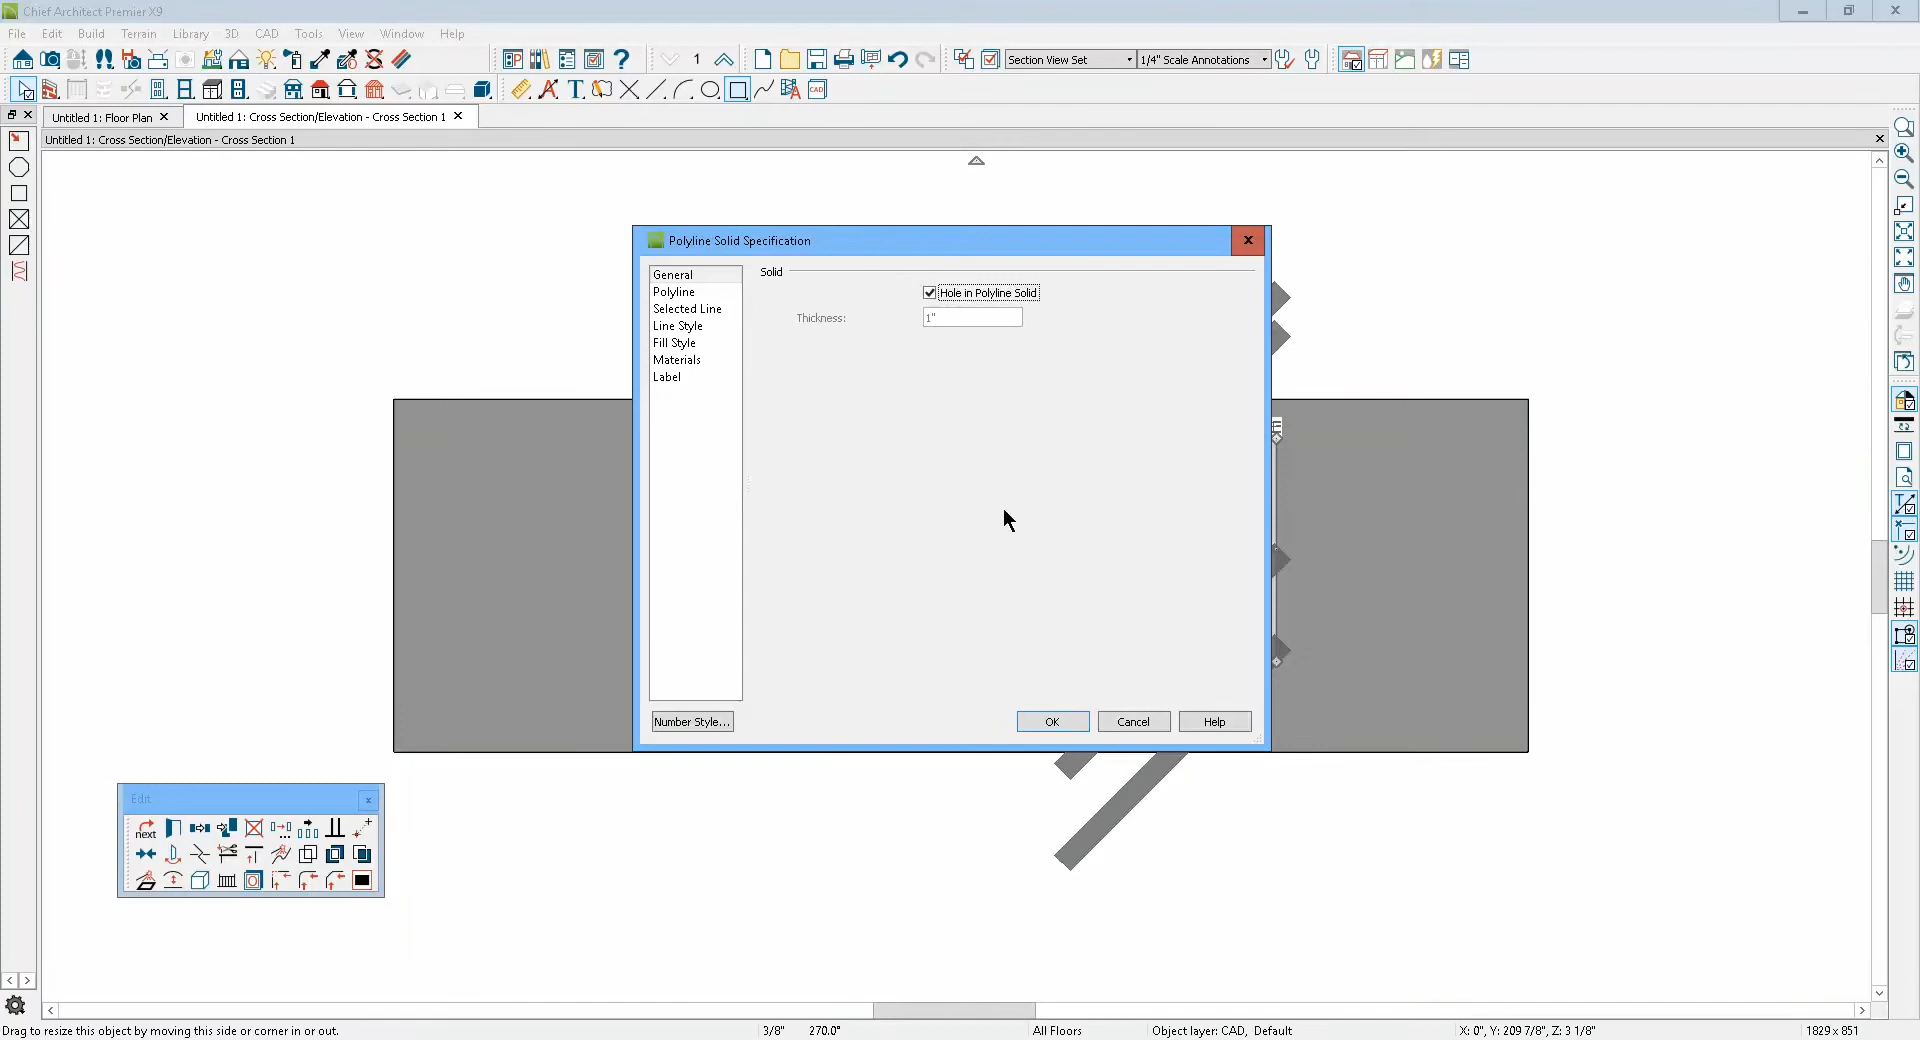 Chief Architect Premier X9
File Edit Build Terrain Library 3D CAD Tools View Window Help
1 Section View Set 1/4" Scale Annotations
CAD
Untitled 1: Floor Plan Untitled 1: Cross Section/Elevation - Cross Section 1
Untitled 1: Cross Section/Elevation - Cross Section 1
Polyline Solid Specification
General
Polyline
Selected Line
Line Style
Fill Style
Materials
Label
Solid
Hole in Polyline Solid
Thickness: 1"
Number Style... OK Cancel Help
Edit
next
Drag to resize this object by moving this side or corner in or out. 3/8" 270.0° All Floors Object layer: CAD, Default X: 0", Y: 209 7/8", Z: 3 1/8" 1829 x 851